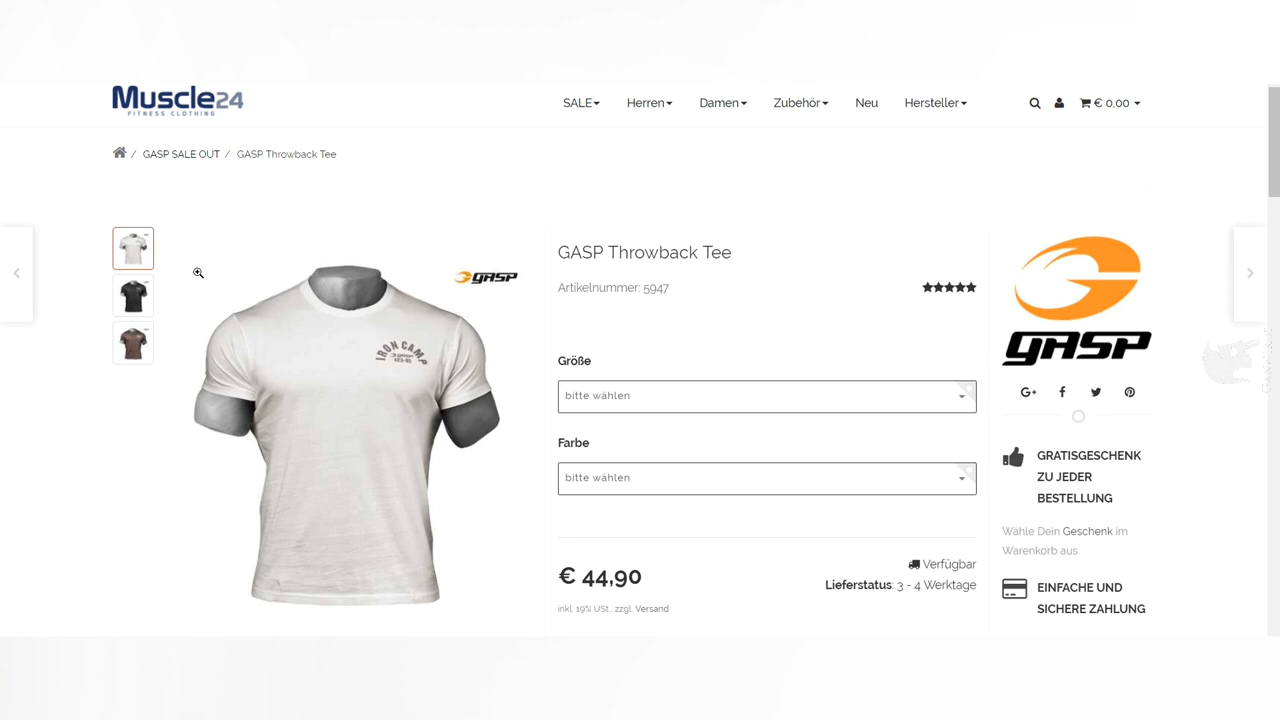 Muscle24
FITNESS CLOTHING
SALE
Herren
Damen
Zubehör
Neu
Hersteller
€ 0,00
/ GASP SALE OUT / GASP Throwback Tee
GASP
IRON CAMP
GASP
GASP Throwback Tee
Artikelnummer: 5947
Größe
bitte wählen
Farbe
bitte wählen
€ 44,90
inkl. 19% USt., zzgl. Versand
Verfügbar
Lieferstatus: 3 - 4 Werktage
GASP
GRATISGESCHENK
ZU JEDER
BESTELLUNG
Wähle Dein Geschenk im
Warenkorb aus
EINFACHE UND
SICHERE ZAHLUNG